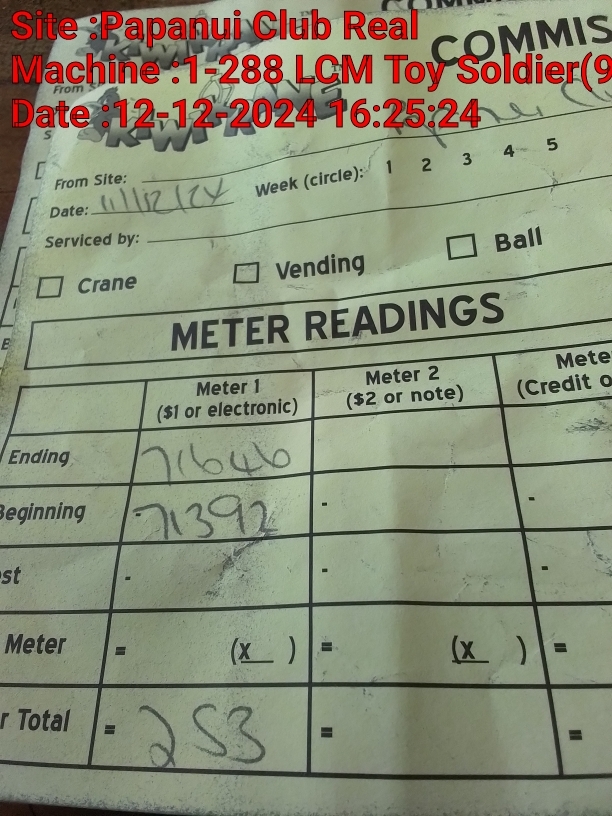 Site :Papanui Club Real
Machine :1-288 LCM Toy Soldier(9
Date :12-12-2024 16:25:24
COMMIS
From Site:
Week (circle): 1 2 3 4 5
Date: 11/12/24
Serviced by:
Crane Vending Ball
METER READINGS
Meter 1 Meter 2 Mete
($1 or electronic) ($2 or note) (Credit o
Ending 71646
Beginning -71392 - -
st - - -
Meter = (x ) = (x ) =
r Total = 253 = =